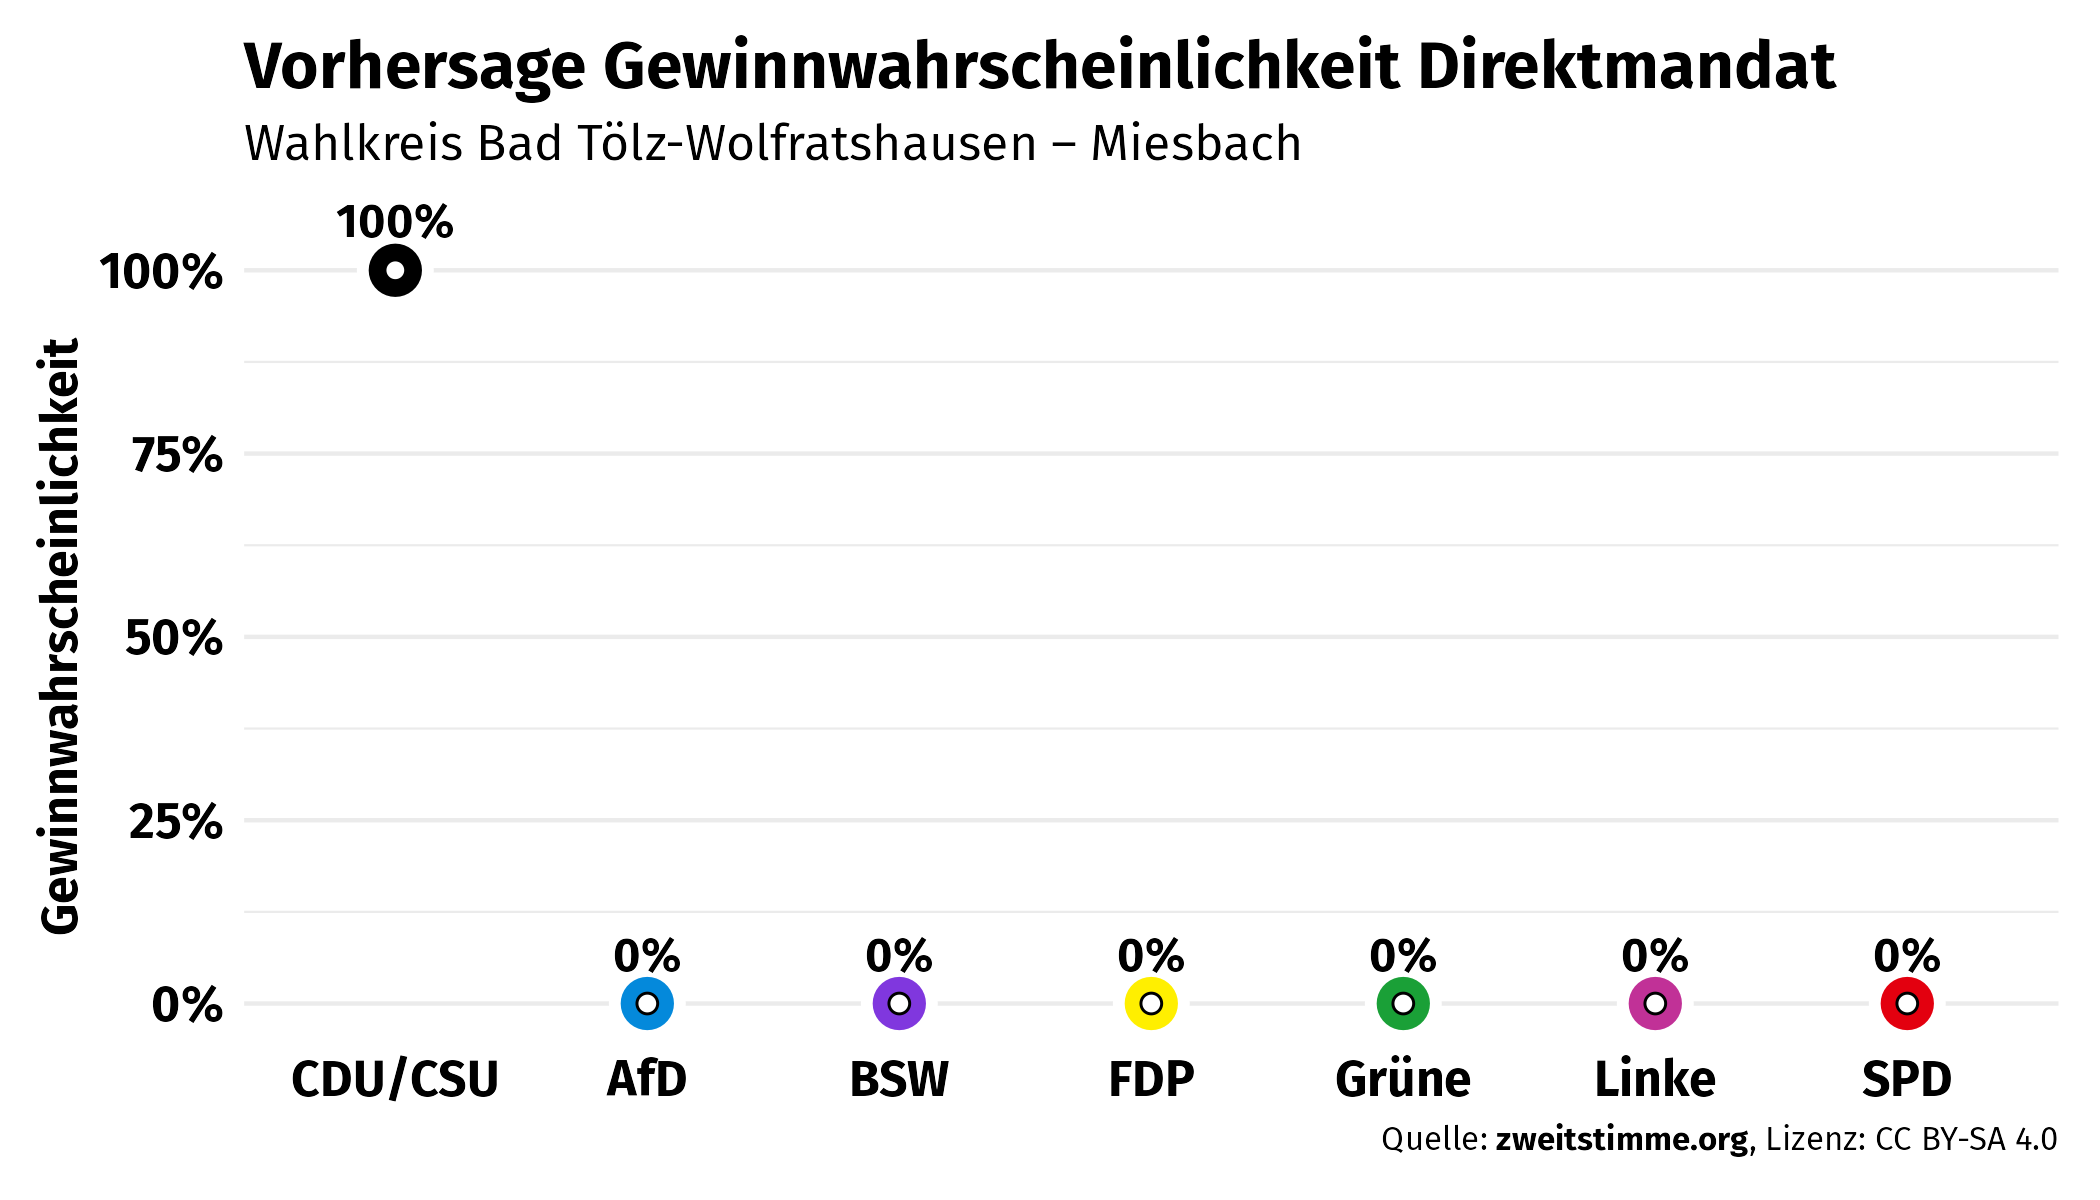 Vorhersage Gewinnwahrscheinlichkeit Direktmandat
Wahlkreis Bad Tölz-Wolfratshausen – Miesbach
Gewinnwahrscheinlichkeit
100%
75%
50%
25%
0%
100%
0%
0%
0%
0%
0%
0%
CDU/CSU
AfD
BSW
FDP
Grüne
Linke
SPD
Quelle: zweitstimme.org, Lizenz: CC BY-SA 4.0